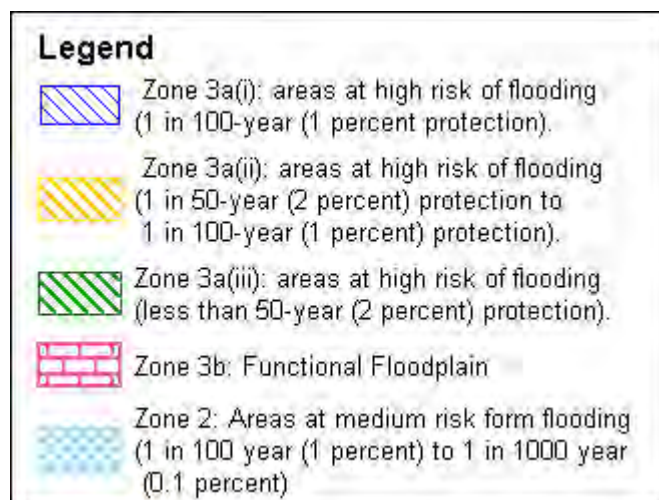 Legend
Zone 3a(i): areas at high risk of flooding
(1 in 100-year (1 percent protection).
Zone 3a(ii): areas at high risk of flooding
(1 in 50-year (2 percent) protection to
1 in 100-year (1 percent) protection).
Zone 3a(iii): areas at high risk of flooding
(less than 50-year (2 percent) protection).
Zone 3b: Functional Floodplain
Zone 2: Areas at medium risk form flooding
(1 in 100 year (1 percent) to 1 in 1000 year
(0.1 percent)